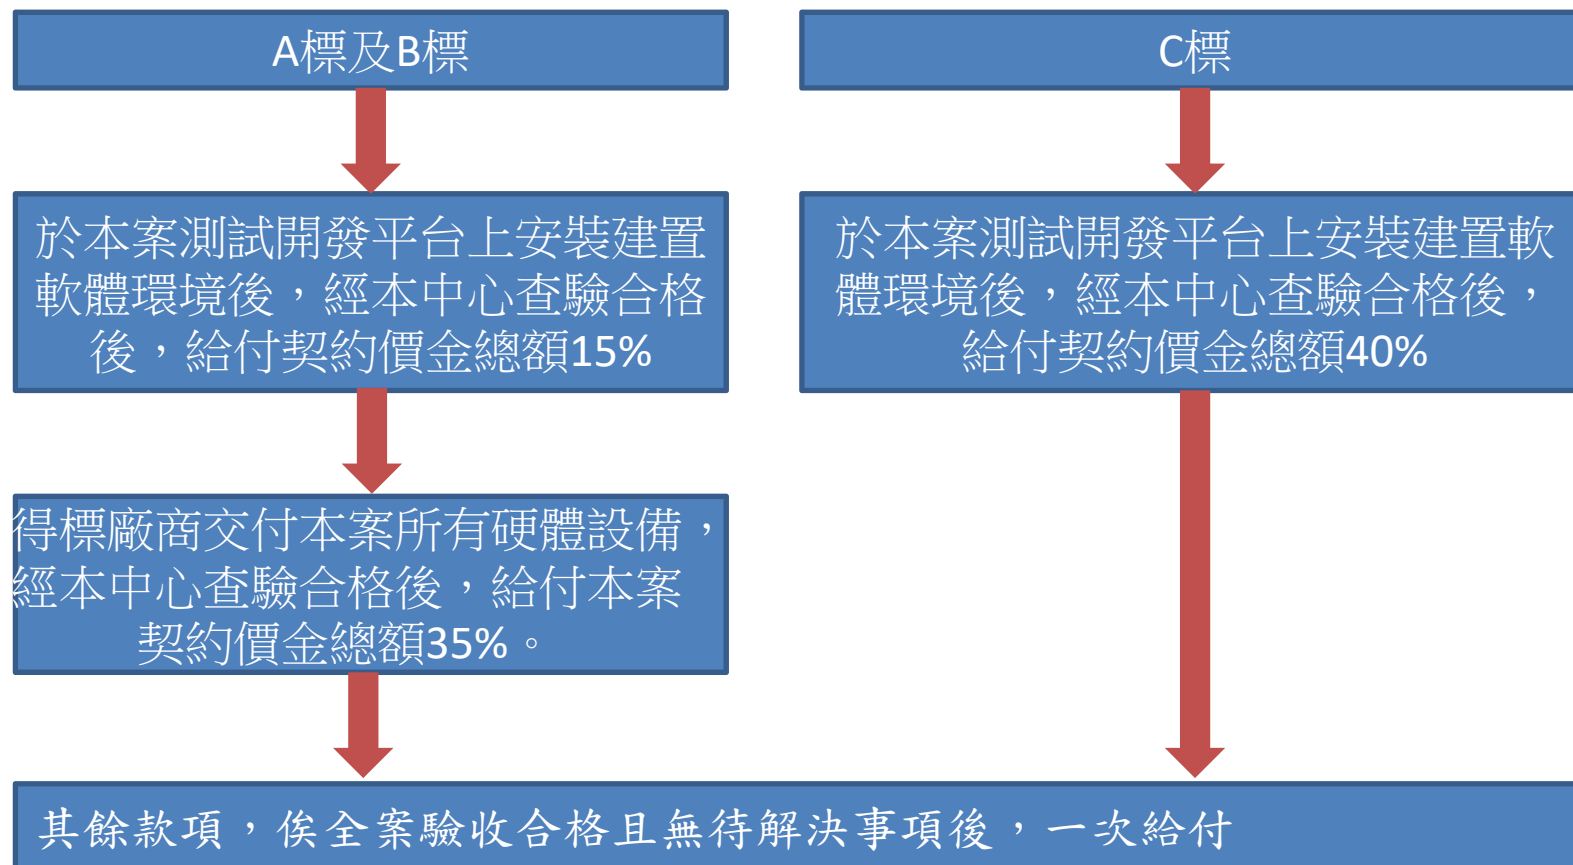 A標及B標
C標
於本案測試開發平台上安裝建置
軟體環境後，經本中心查驗合格
後，給付契約價金總額15%
於本案測試開發平台上安裝建置軟
體環境後，經本中心查驗合格後，
給付契約價金總額40%
得標廠商交付本案所有硬體設備，
經本中心查驗合格後，給付本案
契約價金總額35%。
其餘款項，俟全案驗收合格且無待解決事項後，一次給付